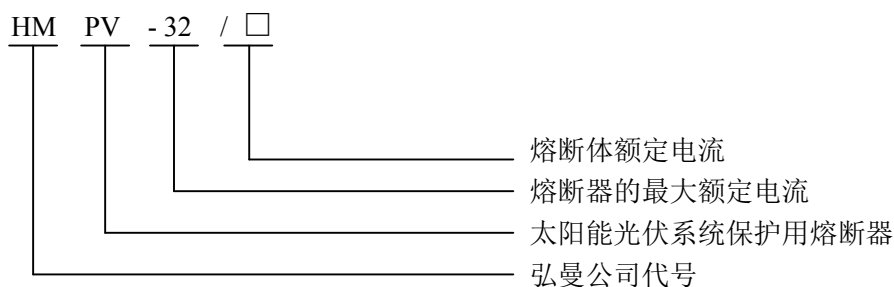 HM PV - 32 / □
熔断体额定电流
熔断器的最大额定电流
太阳能光伏系统保护用熔断器
弘曼公司代号